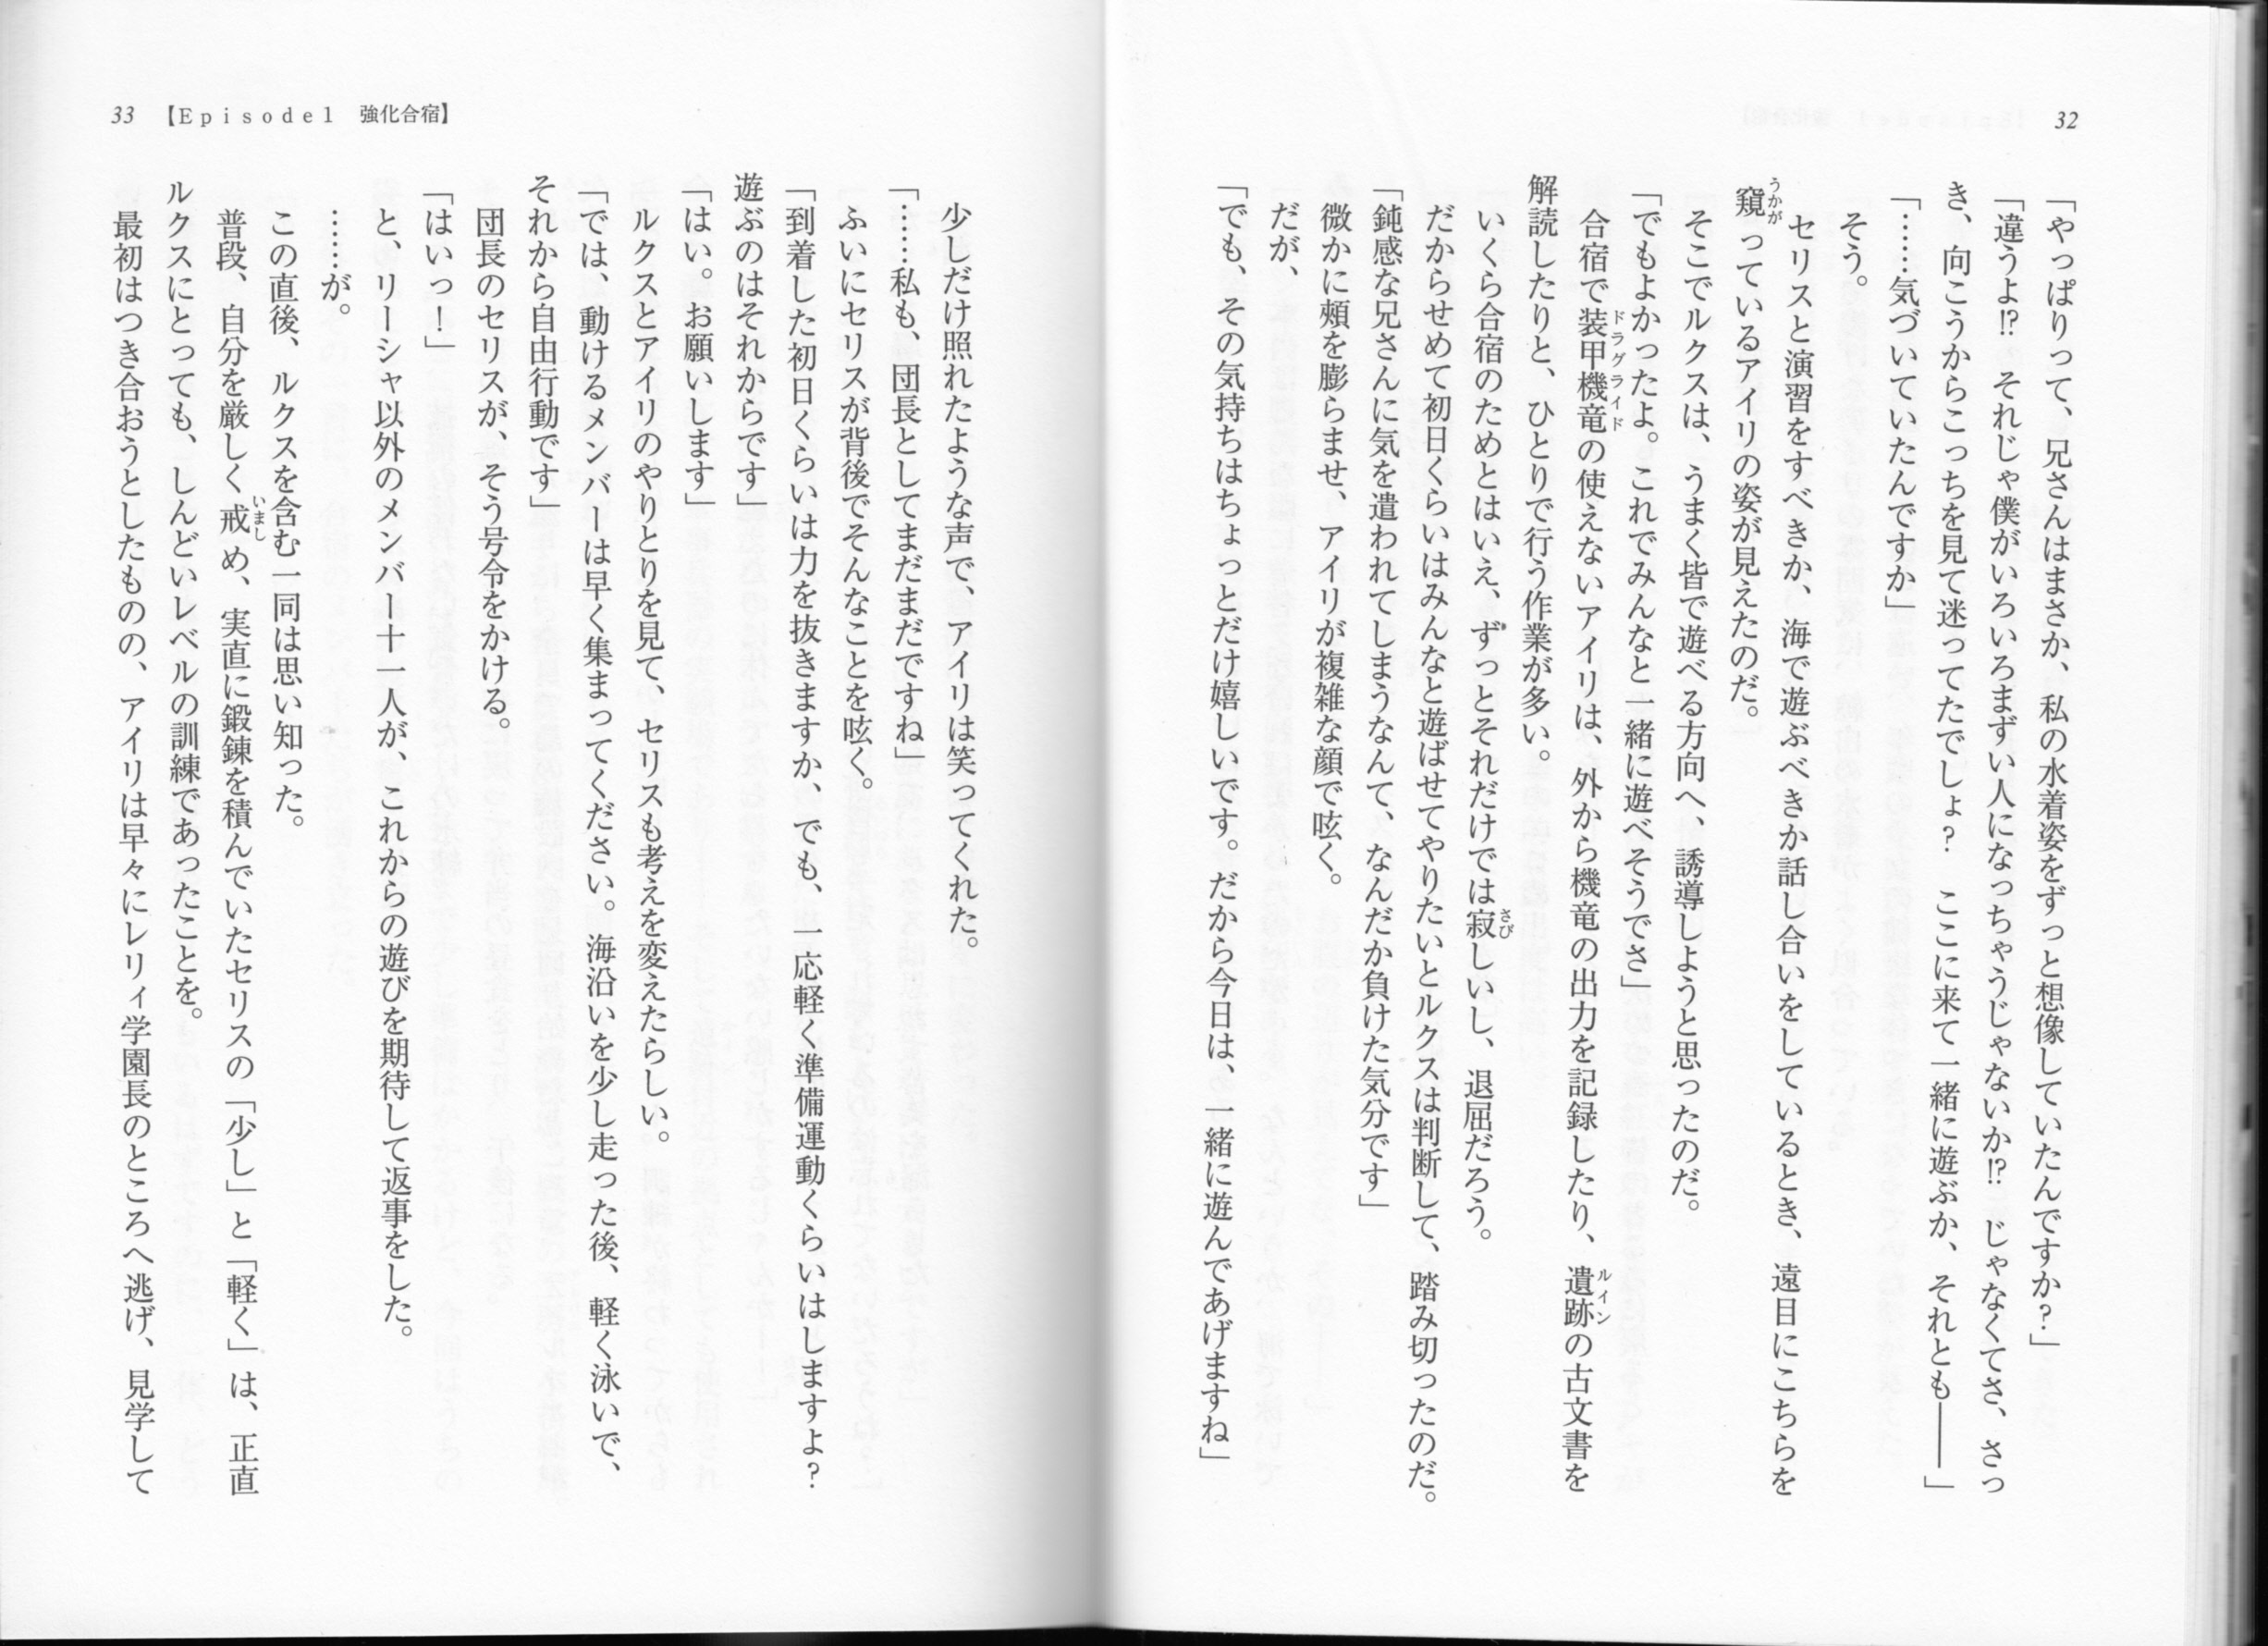 32
「やっぱりって、兄さんはまさか、私の水着姿をずっと想像していたんですか？」
「違うよ!? それじゃ僕がいろいろまずい人になっちゃうじゃないか!? じゃなくてさ、さっ
き、向こうからこっちを見て迷ってたでしょ？　ここに来て一緒に遊ぶか、それとも――」
「……気づいていたんですか」
そう。
セリスと演習をすべきか、海で遊ぶべきか話し合いをしているとき、遠目にこちらを
窺うかがっているアイリの姿が見えたのだ。
そこでルクスは、うまく皆で遊べる方向へ、誘導しようと思ったのだ。
「でもよかったよ。これでみんなと一緒に遊べそうでさ」
合宿で装甲機竜ドラグライドの使えないアイリは、外から機竜の出力を記録したり、遺跡ルインの古文書を
解読したりと、ひとりで行う作業が多い。
いくら合宿のためとはいえ、ずっとそれだけでは寂さびしいし、退屈だろう。
だからせめて初日くらいはみんなと遊ばせてやりたいとルクスは判断して、踏み切ったのだ。
「鈍感な兄さんに気を遣われてしまうなんて、なんだか負けた気分です」
微かに頬を膨らませ、アイリが複雑な顔で呟く。
だが、
「でも、その気持ちはちょっとだけ嬉しいです。だから今日は、一緒に遊んであげますね」
33　【Episode1　強化合宿】
少しだけ照れたような声で、アイリは笑ってくれた。
「……私も、団長としてまだまだですね」
ふいにセリスが背後でそんなことを呟く。
「到着した初日くらいは力を抜きますか、でも、一応軽く準備運動くらいはしますよ？
遊ぶのはそれからです」
「はい。お願いします」
ルクスとアイリのやりとりを見て、セリスも考えを変えたらしい。
「では、動けるメンバーは早く集まってください。海沿いを少し走った後、軽く泳いで、
それから自由行動です」
団長のセリスが、そう号令をかける。
「はいっ！」
と、リーシャ以外のメンバー十一人が、これからの遊びを期待して返事をした。
……が。
この直後、ルクスを含む一同は思い知った。
普段、自分を厳しく戒いましめ、実直に鍛錬を積んでいたセリスの「少し」と「軽く」は、正直
ルクスにとっても、しんどいレベルの訓練であったことを。
最初はつき合おうとしたものの、アイリは早々にレリィ学園長のところへ逃げ、見学して